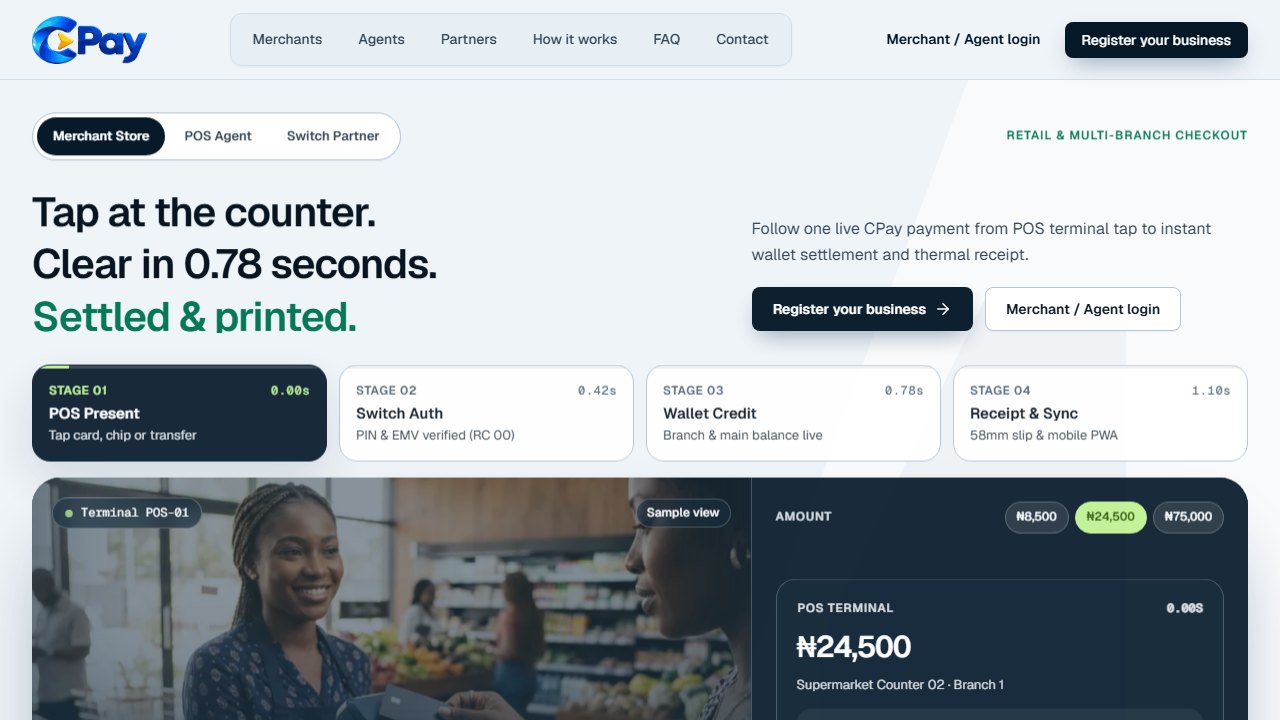 CPay
Merchants
Agents
Partners
How it works
FAQ
Contact
Merchant / Agent login
Register your business
Merchant Store
POS Agent
Switch Partner
RETAIL & MULTI-BRANCH CHECKOUT
Tap at the counter.
Clear in 0.78 seconds.
Settled & printed.
Follow one live CPay payment from POS terminal tap to instant
wallet settlement and thermal receipt.
Register your business →
Merchant / Agent login
STAGE 01 0.00s
POS Present
Tap card, chip or transfer
STAGE 02 0.42s
Switch Auth
PIN & EMV verified (RC 00)
STAGE 03 0.78s
Wallet Credit
Branch & main balance live
STAGE 04 1.10s
Receipt & Sync
58mm slip & mobile PWA
Terminal POS-01
Sample view
AMOUNT
₦8,500
₦24,500
₦75,000
POS TERMINAL 0.00S
₦24,500
Supermarket Counter 02 · Branch 1